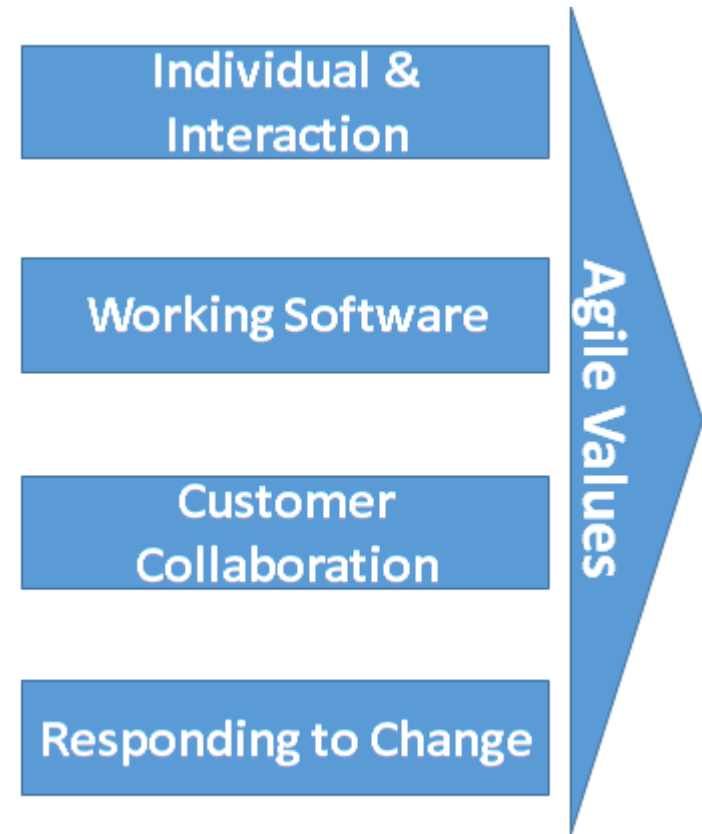 Individual &
Interaction
Working Software
Customer
Collaboration
Responding to Change
Agile Values